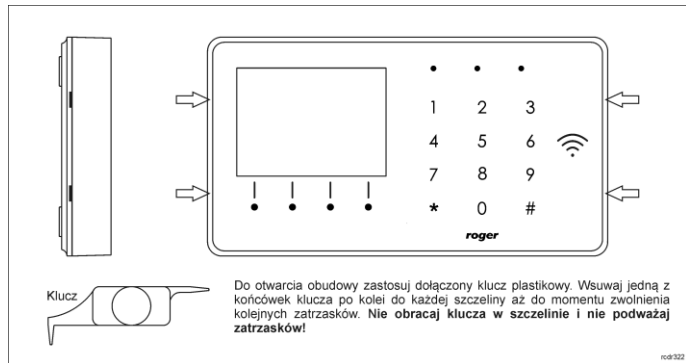 1 2 3
4 5 6
7 8 9
* 0 #
roger
Klucz
Do otwarcia obudowy zastosuj dołączony klucz plastikowy. Wsuwaj jedną z
końcówek klucza po kolei do każdej szczeliny aż do momentu zwolnienia
kolejnych zatrzasków. Nie obracaj klucza w szczelinie i nie podważaj
zatrzasków!
rcdr322